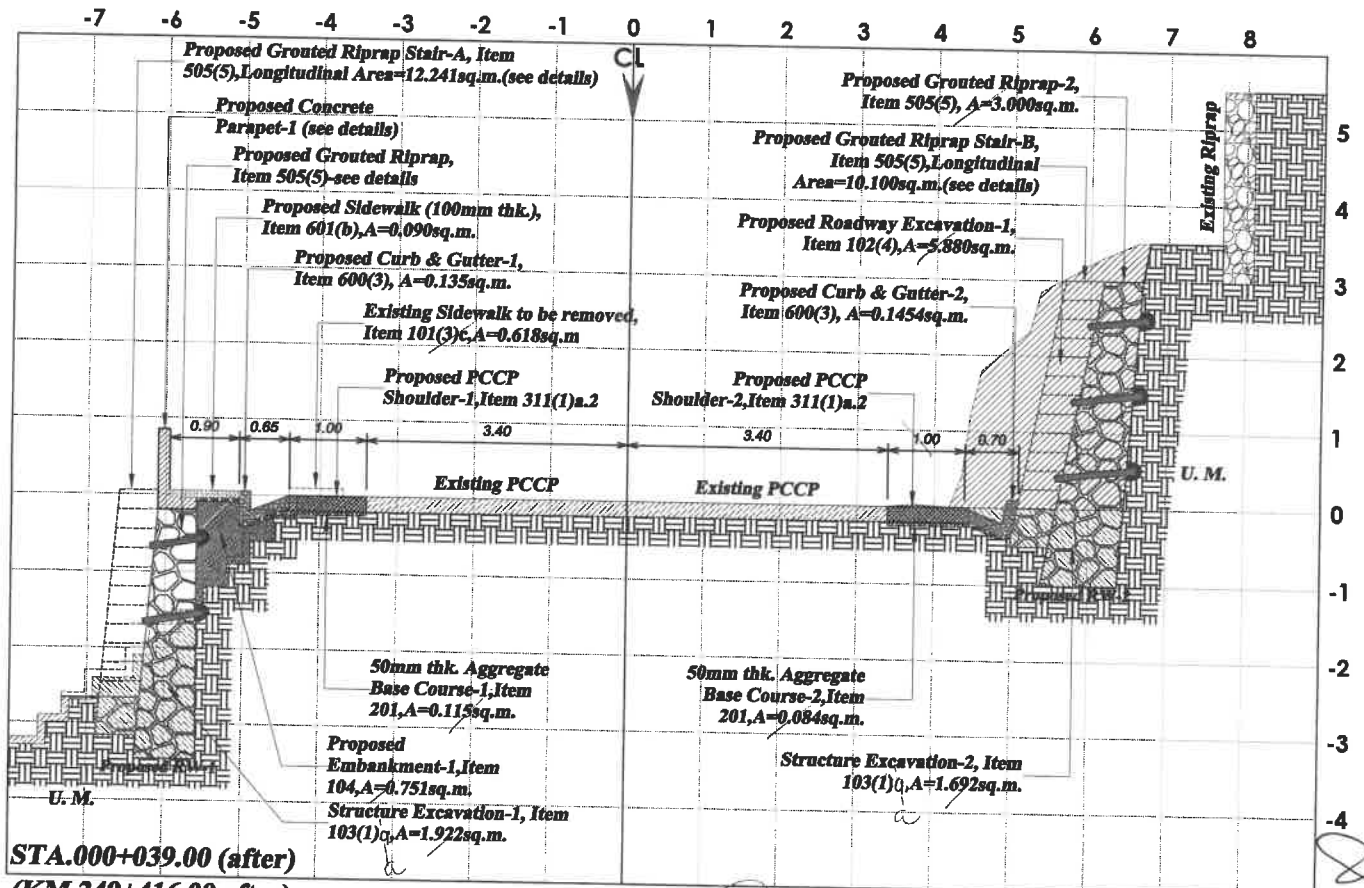 -7 -6 -5 -4 -3 -2 -1 0 1 2 3 4 5 6 7 8
CL
Proposed Grouted Riprap Stair-A, Item
505(5),Longitudinal Area=12.241sq.m.(see details)
Proposed Concrete
Parapet-1 (see details)
Proposed Grouted Riprap,
Item 505(5)-see details
Proposed Sidewalk (100mm thk.),
Item 601(b),A=0.090sq.m.
Proposed Curb & Gutter-1,
Item 600(3), A=0.135sq.m.
Existing Sidewalk to be removed,
Item 101(3)c,A=0.618sq.m
Proposed PCCP
Shoulder-1,Item 311(1)a.2
Proposed Grouted Riprap-2,
Item 505(5), A=3.000sq.m.
Proposed Grouted Riprap Stair-B,
Item 505(5),Longitudinal
Area=10.100sq.m.(see details)
Proposed Roadway Excavation-1,
Item 102(4),A=5.880sq.m.
Proposed Curb & Gutter-2,
Item 600(3), A=0.1454sq.m.
Proposed PCCP
Shoulder-2,Item 311(1)a.2
Existing Riprap
5
4
3
2
1
0
-1
-2
-3
-4
0.90 0.65 1.00 3.40 3.40 1.00 0.70
Existing PCCP Existing PCCP
U. M.
Proposed RW-2
50mm thk. Aggregate
Base Course-1,Item
201,A=0.115sq.m.
50mm thk. Aggregate
Base Course-2,Item
201,A=0.084sq.m.
Proposed
Embankment-1,Item
104,A=0.751sq.m.
Structure Excavation-1, Item
103(1)a,A=1.922sq.m.
a
Structure Excavation-2, Item
103(1)a,A=1.692sq.m.
a
Proposed RW-1
U. M.
STA.000+039.00 (after)